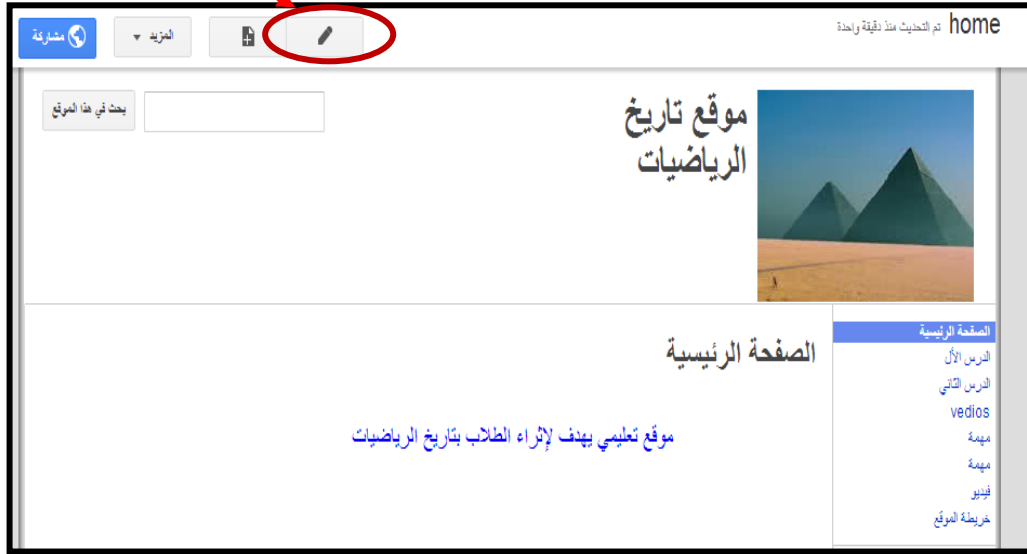 home تم التحديث منذ دقيقة واحدة
المزيد
مشاركة
موقع تاريخ
الرياضيات
بحث في هذا الموقع
الصفحة الرئيسية
الدرس الأل
الدرس الثاني
vedios
مهمة
مهمة
فيديو
خريطة الموقع
الصفحة الرئيسية
موقع تعليمي يهدف لإثراء الطلاب بتاريخ الرياضيات